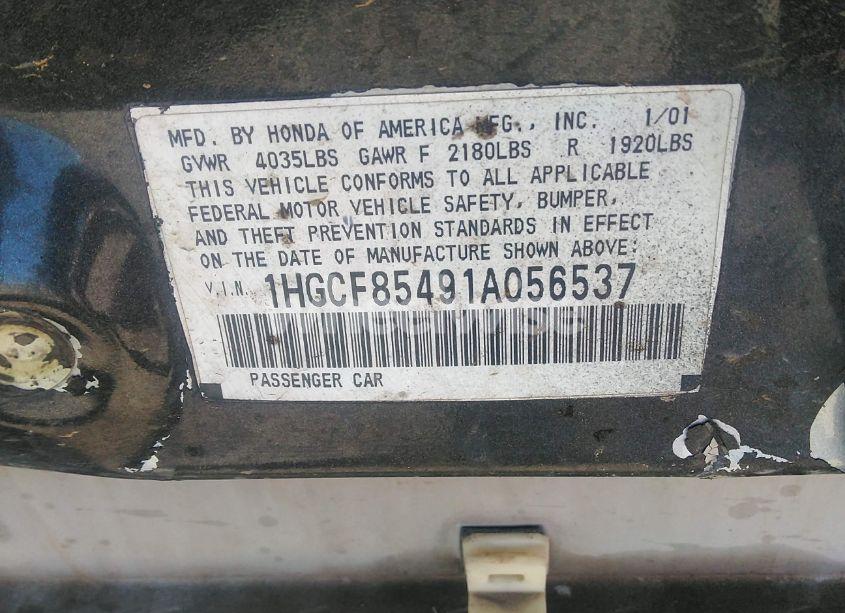 MFD. BY HONDA OF AMERICA MFG., INC. 1/01
GVWR 4035LBS GAWR F 2180LBS R 1920LBS
THIS VEHICLE CONFORMS TO ALL APPLICABLE
FEDERAL MOTOR VEHICLE SAFETY, BUMPER,
AND THEFT PREVENTION STANDARDS IN EFFECT
ON THE DATE OF MANUFACTURE SHOWN ABOVE:
V.I.N. 1HGCF85491A056537
PASSENGER CAR